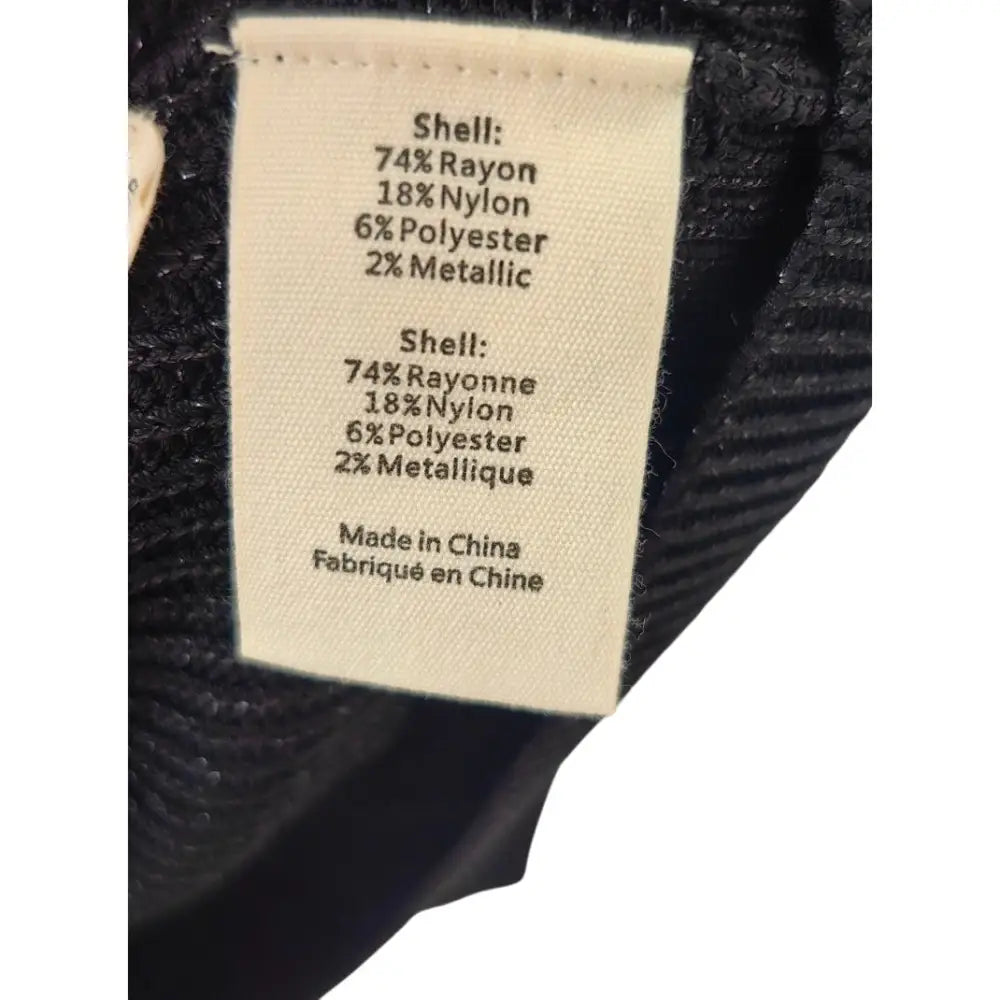 Shell:
74% Rayon
18% Nylon
6% Polyester
2% Metallic
Shell:
74% Rayonne
18% Nylon
6% Polyester
2% Metallique
Made in China
Fabriqué en Chine